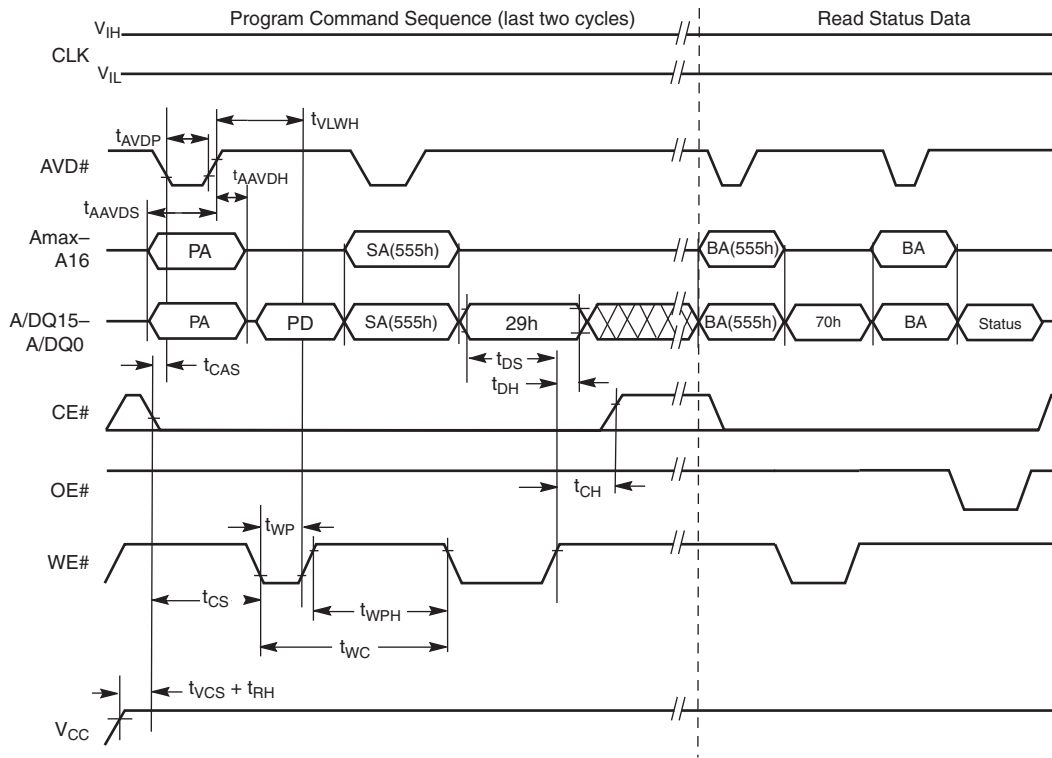 Program Command Sequence (last two cycles) Read Status Data
VIH
CLK
VIL
tAVDP tVLWH
AVD#
tAAVDH
tAAVDS
Amax–
A16
PA SA(555h) BA(555h) BA
A/DQ15–
A/DQ0
PA PD SA(555h) 29h BA(555h) 70h BA Status
tCAS tDS
tDH
CE#
OE# tCH
tWP
WE#
tCS tWPH
tWC
tVCS + tRH
VCC